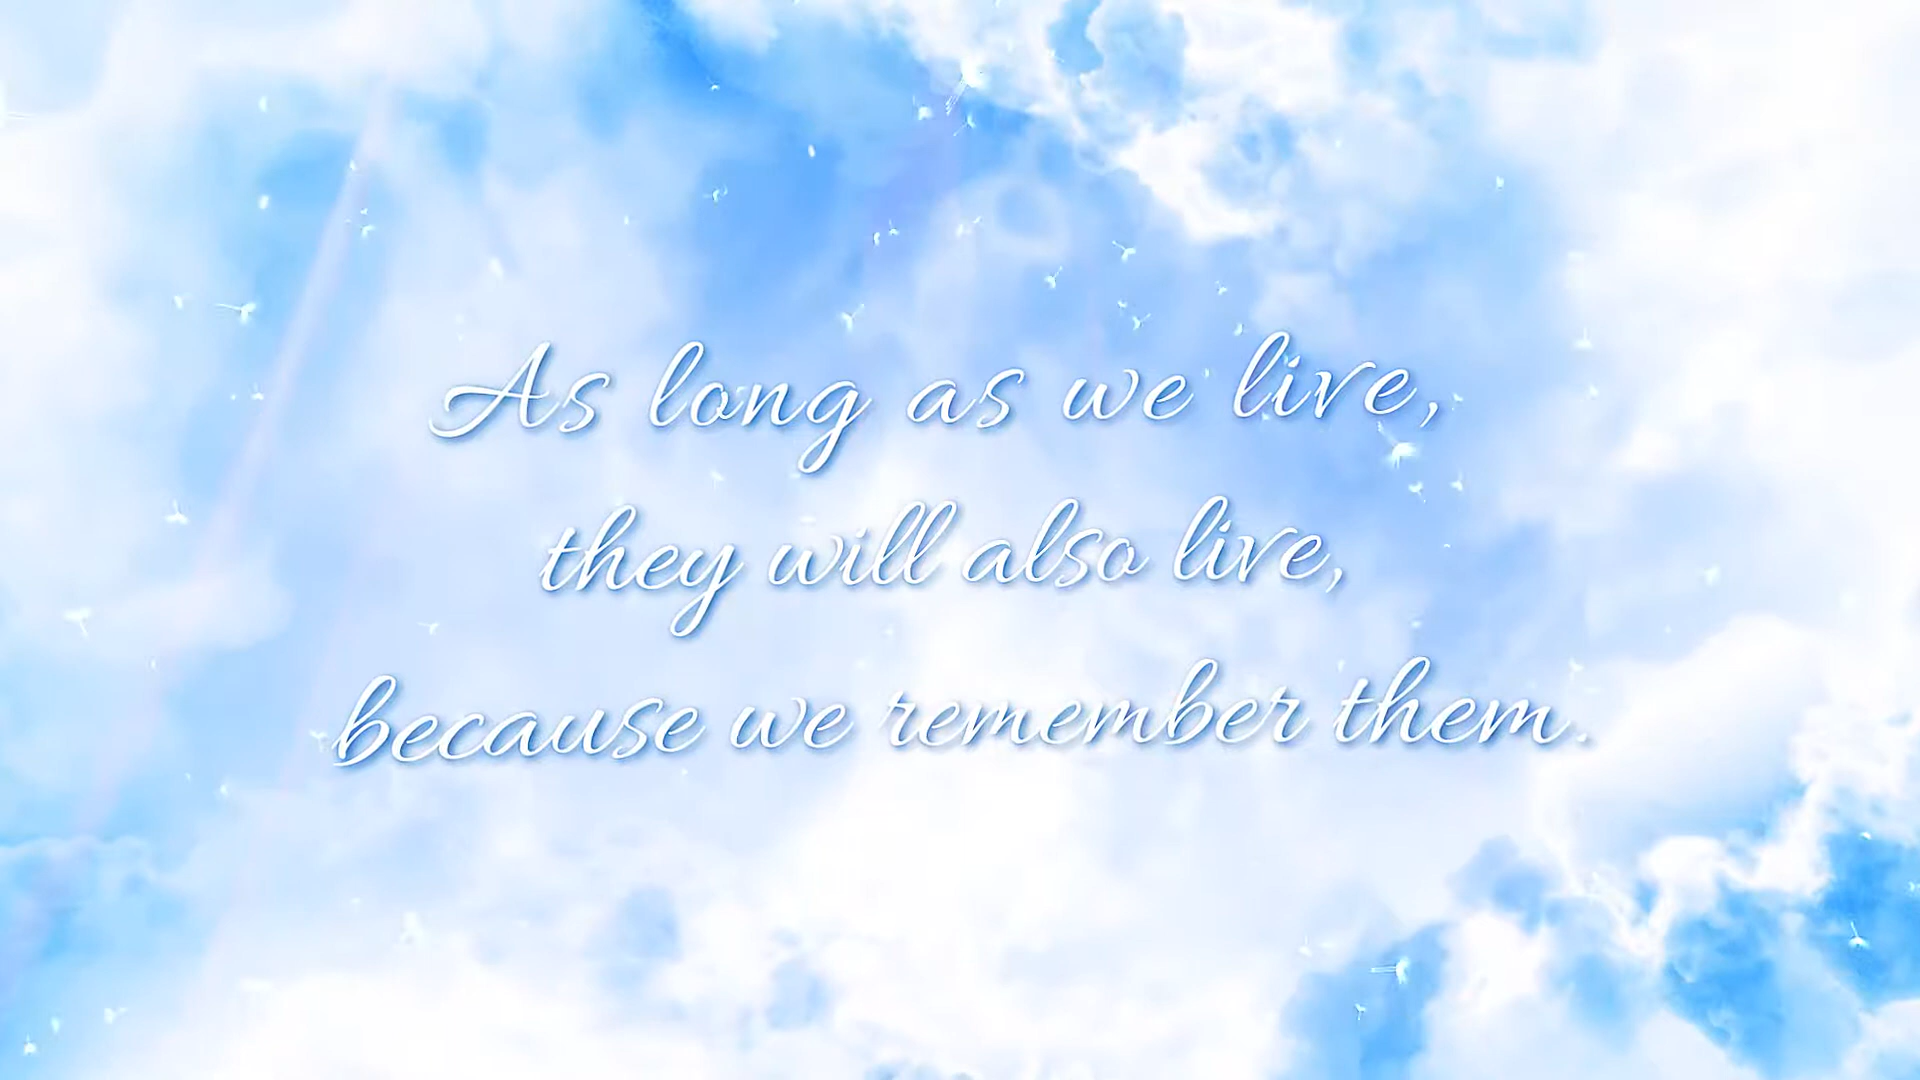 As long as we live,
they will also live,
because we remember them.